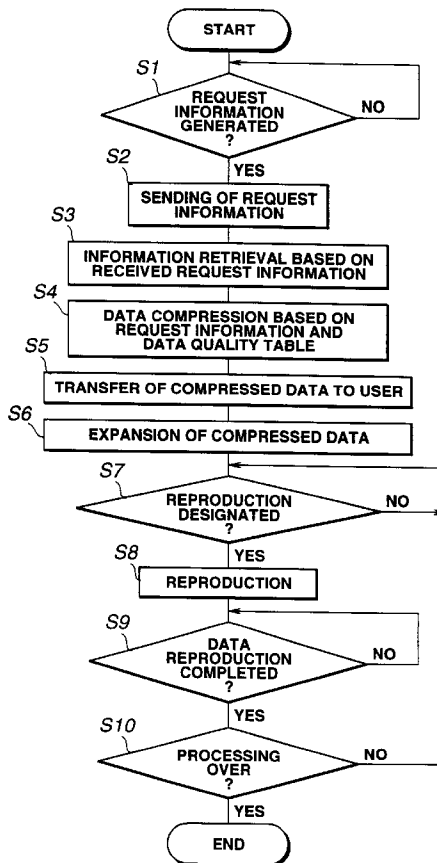 START
S1
REQUEST
INFORMATION
GENERATED
?
NO
YES
S2
SENDING OF REQUEST
INFORMATION
S3
INFORMATION RETRIEVAL BASED ON
RECEIVED REQUEST INFORMATION
S4
DATA COMPRESSION BASED ON
REQUEST INFORMATION AND
DATA QUALITY TABLE
S5
TRANSFER OF COMPRESSED DATA TO USER
S6
EXPANSION OF COMPRESSED DATA
S7
REPRODUCTION
DESIGNATED
?
NO
YES
S8
REPRODUCTION
S9
DATA
REPRODUCTION
COMPLETED
?
NO
YES
S10
PROCESSING
OVER
?
NO
YES
END